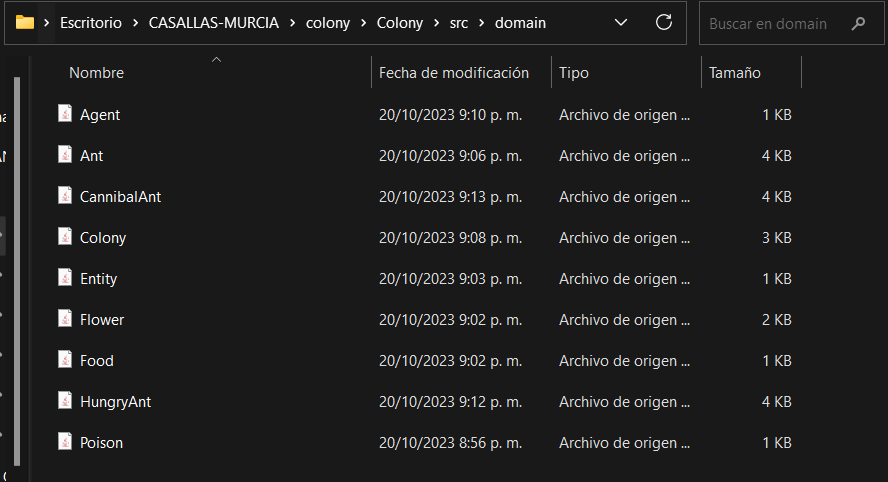 Escritorio > CASALLAS-MURCIA > colony > Colony > src > domain
Buscar en domain
Nombre Fecha de modificación Tipo Tamaño
Agent 20/10/2023 9:10 p. m. Archivo de origen ... 1 KB
Ant 20/10/2023 9:06 p. m. Archivo de origen ... 4 KB
CannibalAnt 20/10/2023 9:13 p. m. Archivo de origen ... 4 KB
Colony 20/10/2023 9:08 p. m. Archivo de origen ... 3 KB
Entity 20/10/2023 9:03 p. m. Archivo de origen ... 1 KB
Flower 20/10/2023 9:02 p. m. Archivo de origen ... 2 KB
Food 20/10/2023 9:02 p. m. Archivo de origen ... 1 KB
HungryAnt 20/10/2023 9:12 p. m. Archivo de origen ... 4 KB
Poison 20/10/2023 8:56 p. m. Archivo de origen ... 1 KB